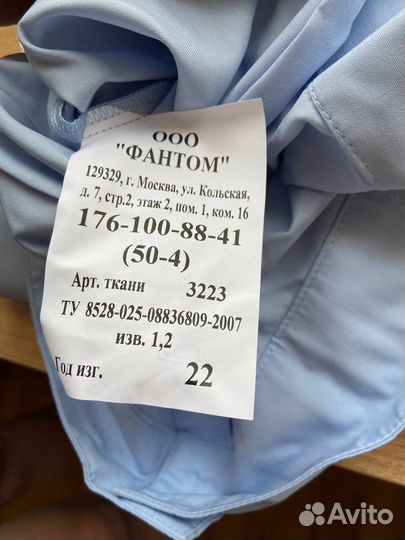 ООО
"ФАНТОМ"
129329, г. Москва, ул. Кольская,
д. 7, стр.2, этаж 2, пом. 1, ком. 16
176-100-88-41
(50-4)
Арт. ткани 3223
ТУ 8528-025-08836809-2007
изв. 1,2
Год изг. 22
Avito